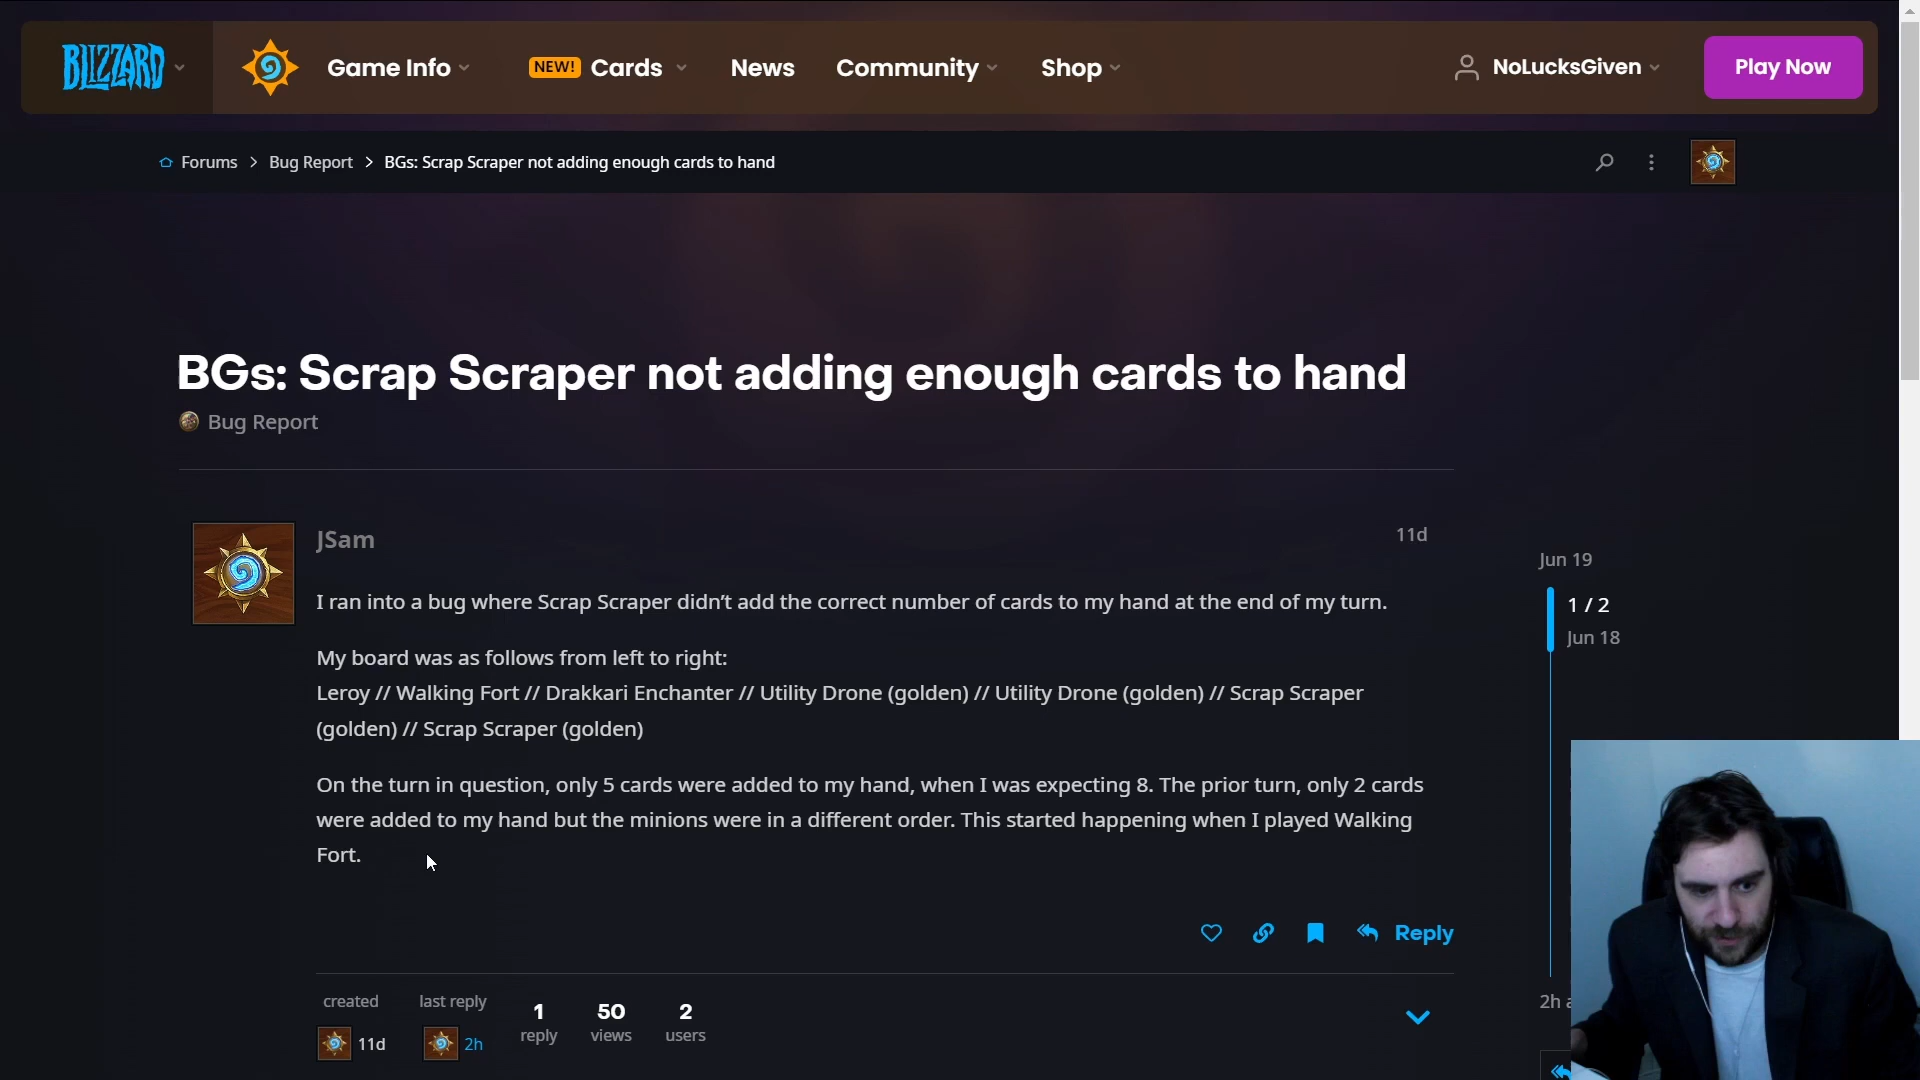 BLIZZARD
Game Info
NEW! Cards
News
Community
Shop
NoLucksGiven
Play Now
Forums > Bug Report > BGs: Scrap Scraper not adding enough cards to hand
BGs: Scrap Scraper not adding enough cards to hand
Bug Report
JSam
11d
I ran into a bug where Scrap Scraper didn’t add the correct number of cards to my hand at the end of my turn.
My board was as follows from left to right:
Leroy // Walking Fort // Drakkari Enchanter // Utility Drone (golden) // Utility Drone (golden) // Scrap Scraper
(golden) // Scrap Scraper (golden)
On the turn in question, only 5 cards were added to my hand, when I was expecting 8. The prior turn, only 2 cards
were added to my hand but the minions were in a different order. This started happening when I played Walking
Fort.
Reply
created
11d
last reply
2h
1
reply
50
views
2
users
Jun 19
1 / 2
Jun 18
2h a